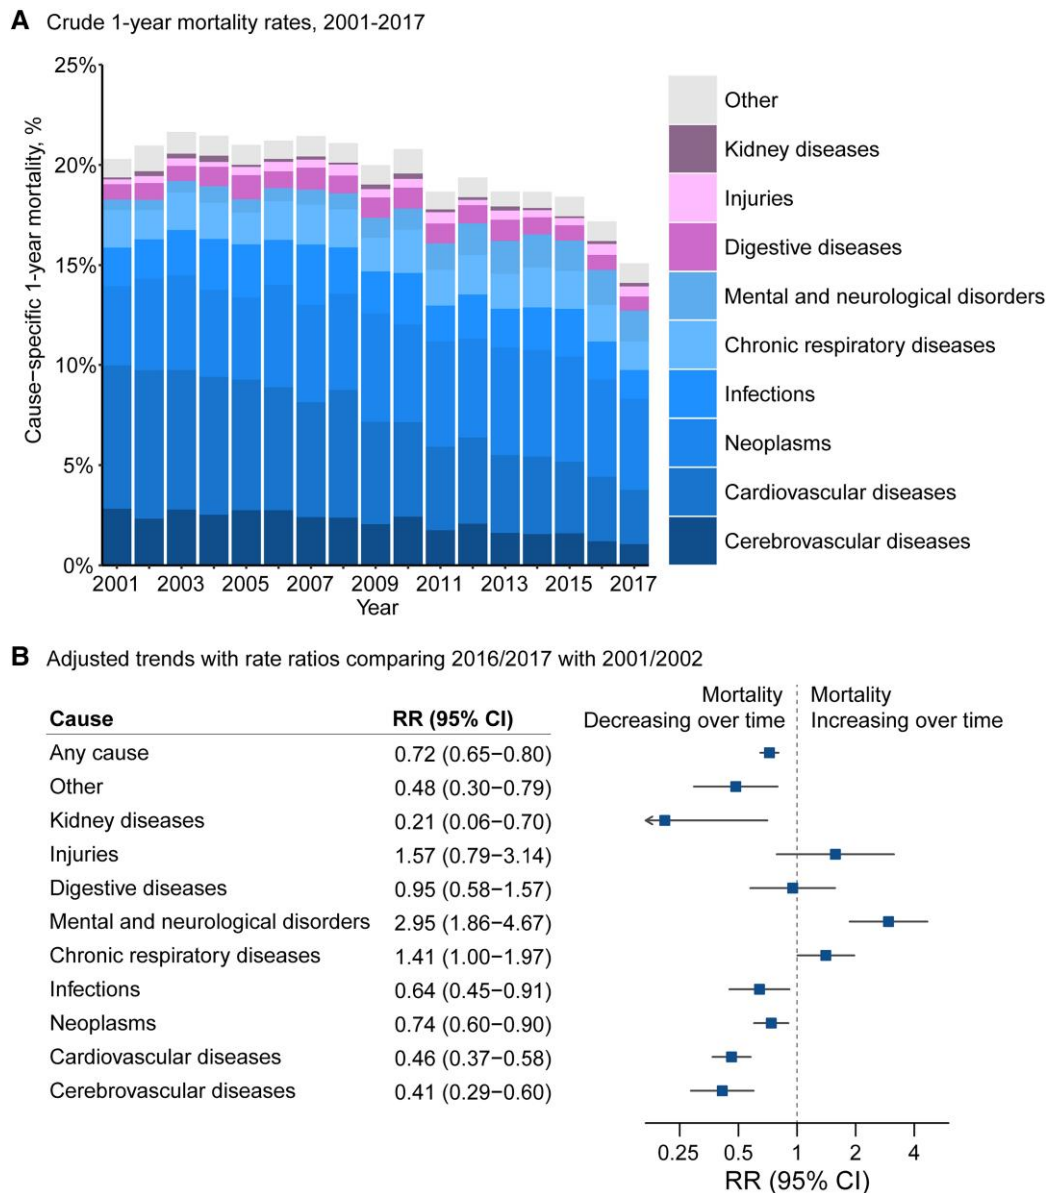 A Crude 1-year mortality rates, 2001-2017
25%
20%
15%
10%
5%
0%
Cause−specific 1-year mortality, %
2001 2003 2005 2007 2009 2011 2013 2015 2017
Year
Other
Kidney diseases
Injuries
Digestive diseases
Mental and neurological disorders
Chronic respiratory diseases
Infections
Neoplasms
Cardiovascular diseases
Cerebrovascular diseases
B Adjusted trends with rate ratios comparing 2016/2017 with 2001/2002
Mortality Mortality
Decreasing over time Increasing over time
Cause RR (95% CI)
Any cause 0.72 (0.65−0.80)
Other 0.48 (0.30−0.79)
Kidney diseases 0.21 (0.06−0.70)
Injuries 1.57 (0.79−3.14)
Digestive diseases 0.95 (0.58−1.57)
Mental and neurological disorders 2.95 (1.86−4.67)
Chronic respiratory diseases 1.41 (1.00−1.97)
Infections 0.64 (0.45−0.91)
Neoplasms 0.74 (0.60−0.90)
Cardiovascular diseases 0.46 (0.37−0.58)
Cerebrovascular diseases 0.41 (0.29−0.60)
0.25 0.5 1 2 4
RR (95% CI)